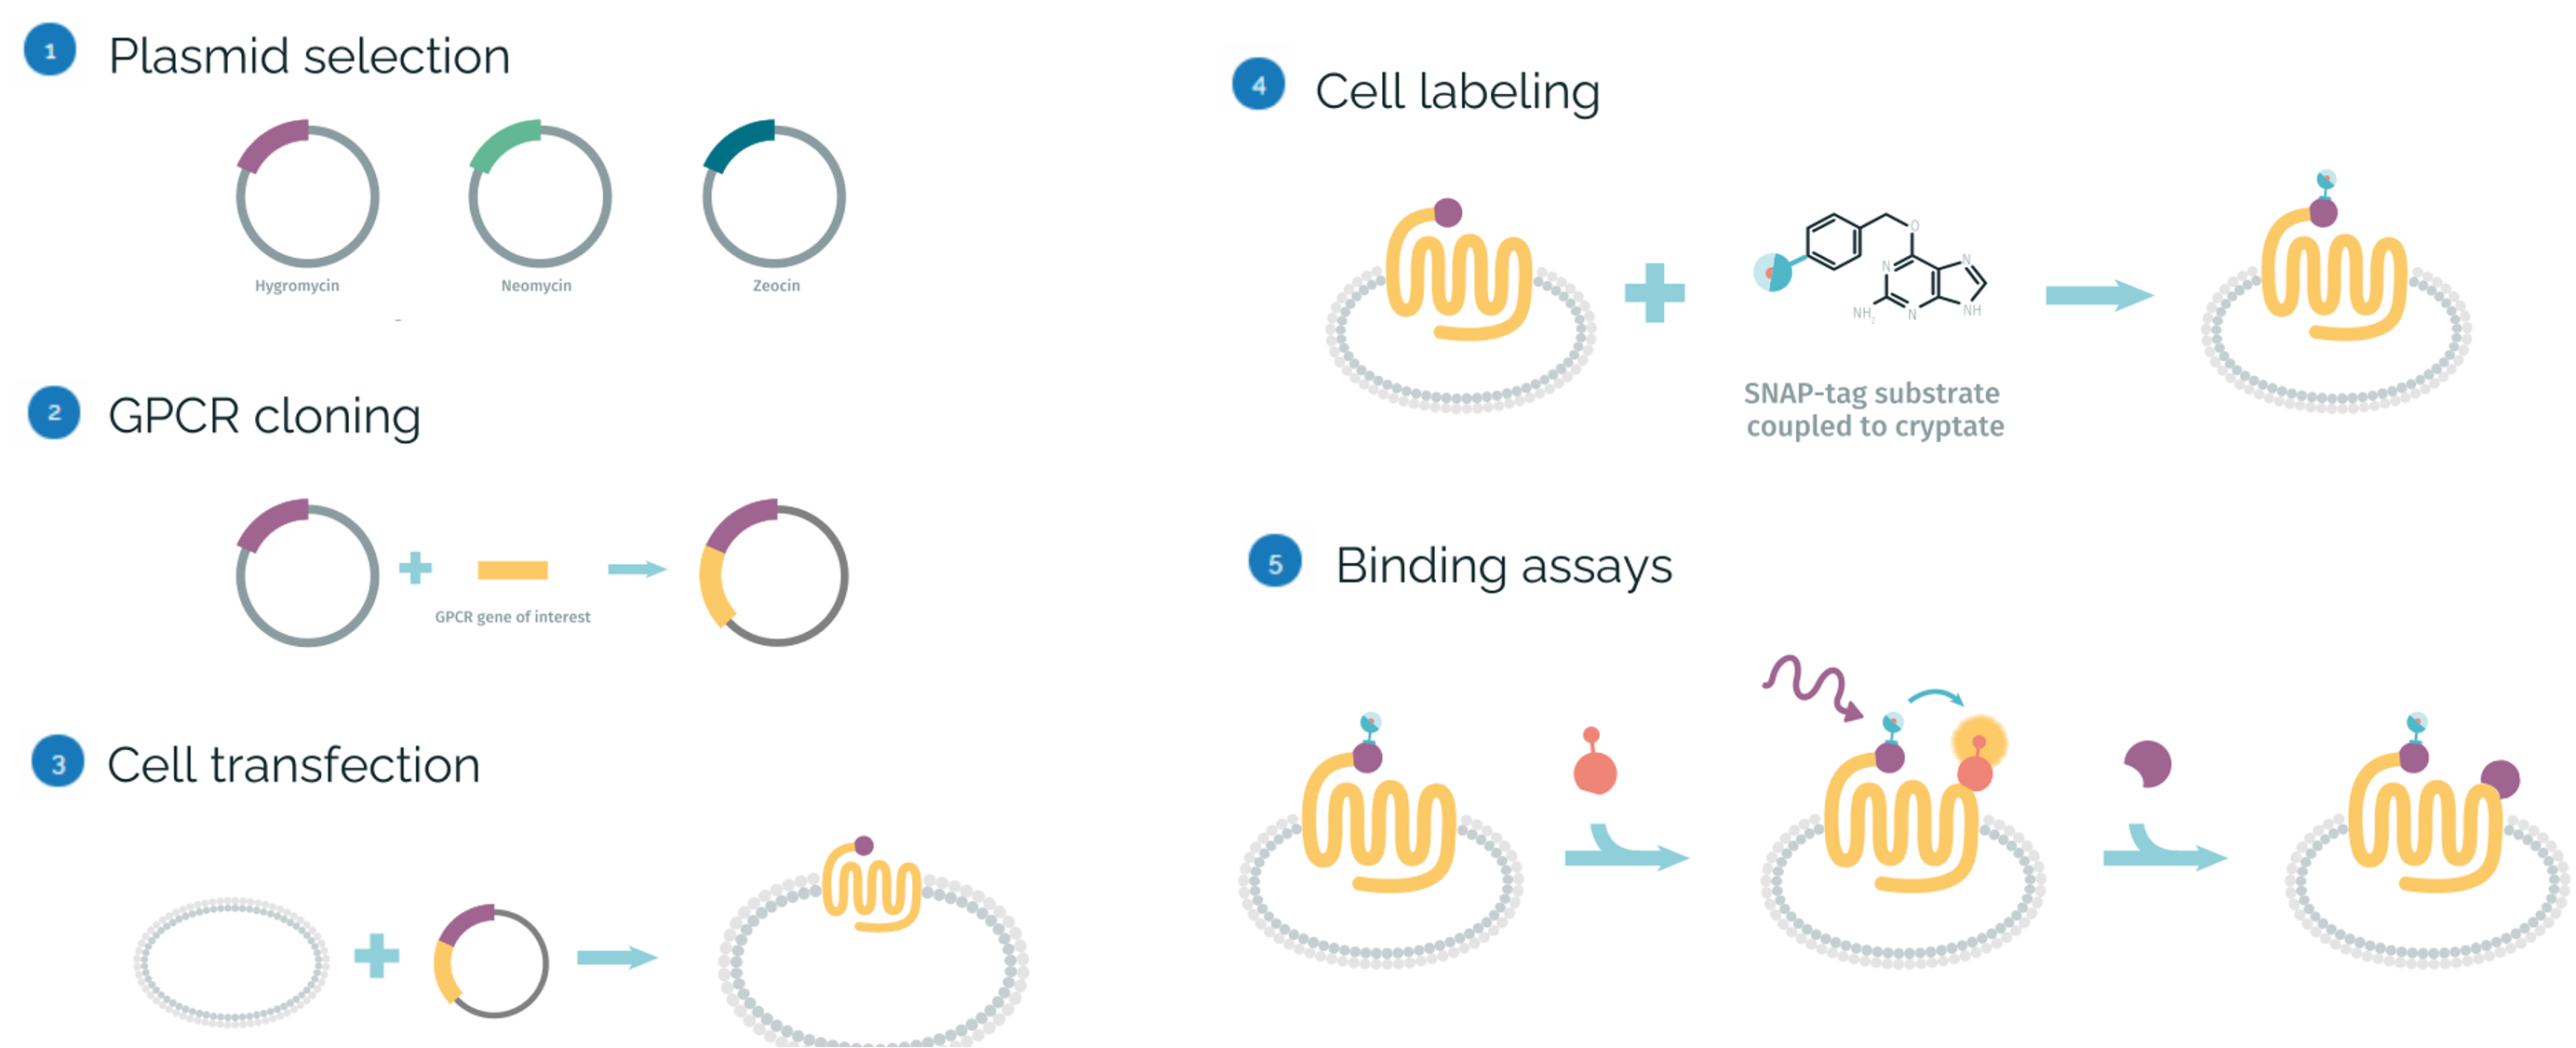 1 Plasmid selection
Hygromycin
Neomycin
Zeocin
2 GPCR cloning
GPCR gene of interest
3 Cell transfection
4 Cell labeling
O
N
N
NH₂
N
NH
SNAP-tag substrate
coupled to cryptate
5 Binding assays